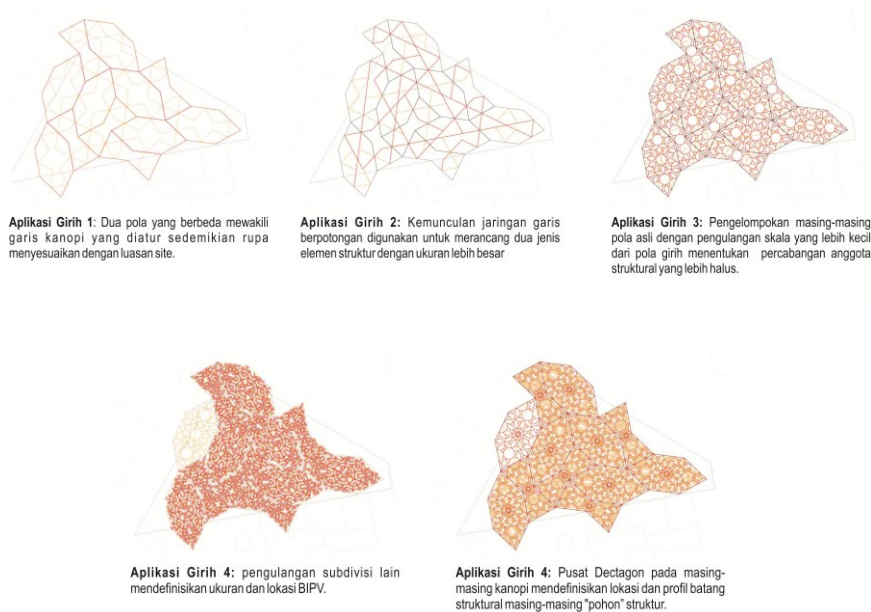 Aplikasi Girih 1: Dua pola yang berbeda mewakili
garis kanopi yang diatur sedemikian rupa
menyesuaikan dengan luasan site.
Aplikasi Girih 2: Kemunculan jaringan garis
berpotongan digunakan untuk merancang dua jenis
elemen struktur dengan ukuran lebih besar
Aplikasi Girih 3: Pengelompokan masing-masing
pola asli dengan pengulangan skala yang lebih kecil
dari pola girih menentukan percabangan anggota
struktural yang lebih halus.
Aplikasi Girih 4: pengulangan subdivisi lain
mendefinisikan ukuran dan lokasi BIPV.
Aplikasi Girih 4: Pusat Dectagon pada masing-
masing kanopi mendefinisikan lokasi dan profil batang
struktural masing-masing "pohon" struktur.